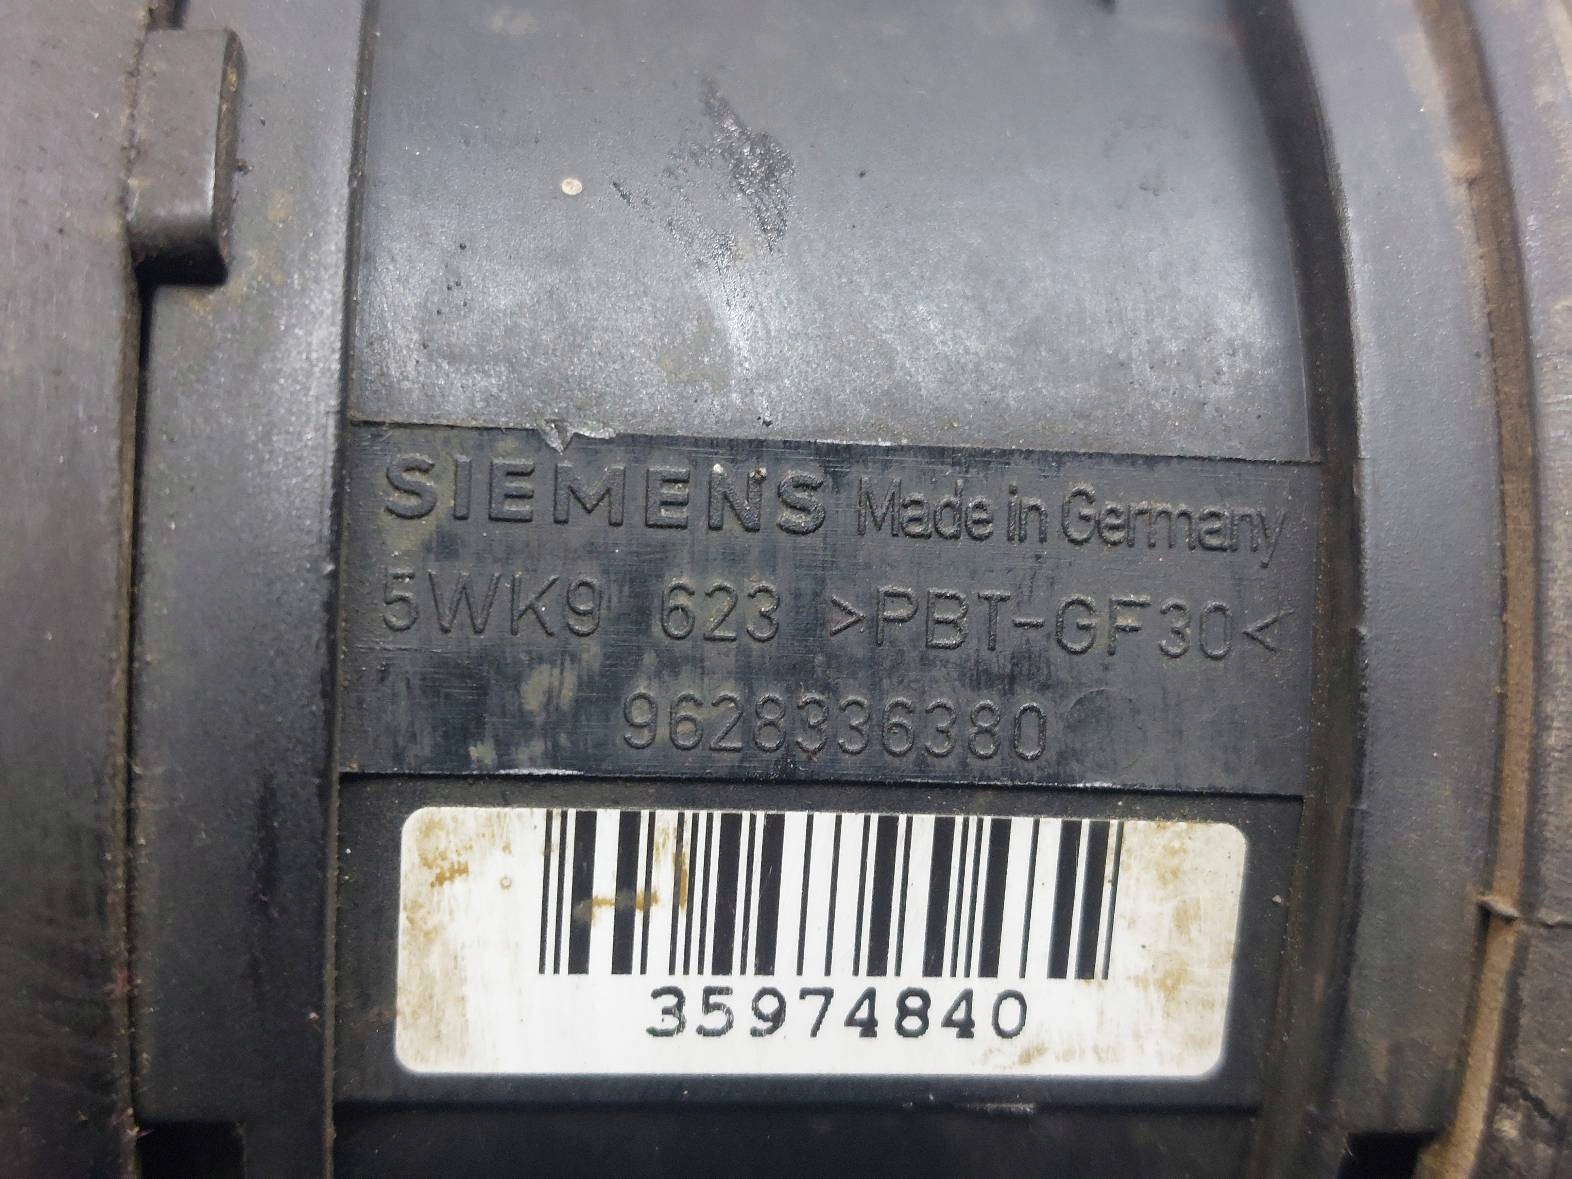 SIEMENS Made in Germany
5WK9 623 >PBT-GF30<
9628336380
35974840